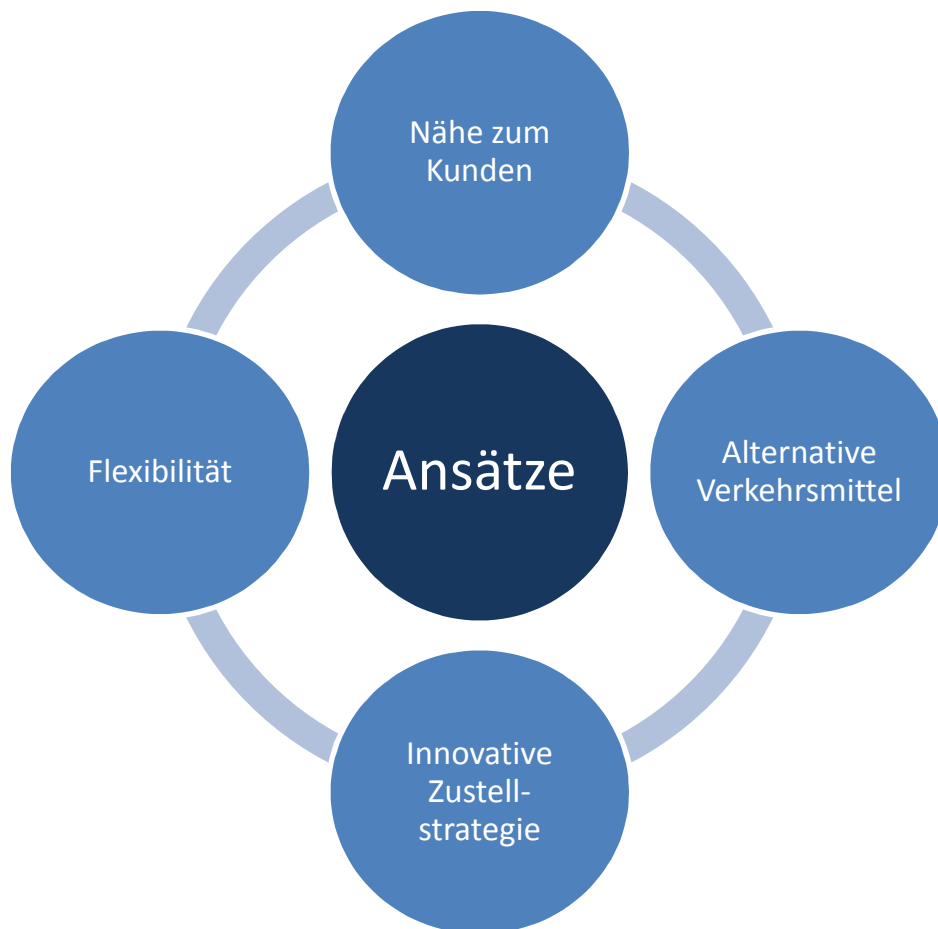 Nähe zum
Kunden
Flexibilität
Ansätze
Alternative
Verkehrsmittel
Innovative
Zustell-
strategie